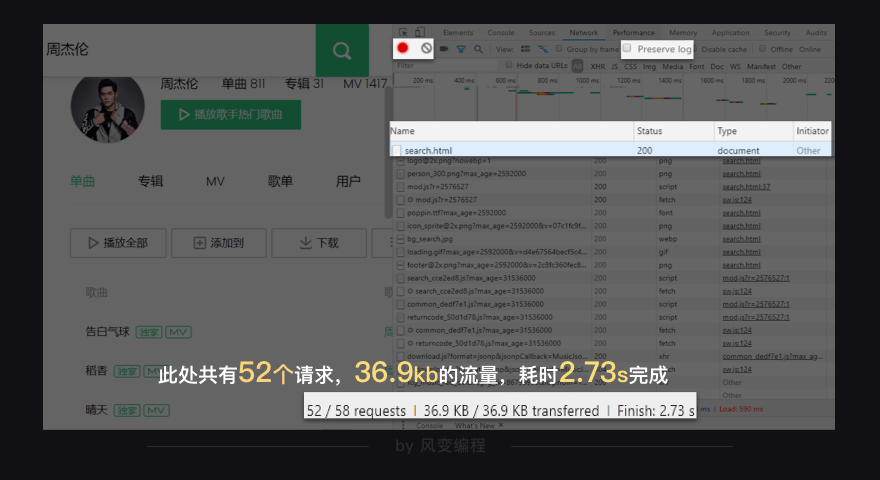 周杰伦
周杰伦 单曲 811 专辑 31 MV 1417
播放歌手热门歌曲
单曲 专辑 MV 歌单 用户
播放全部 添加到 下载
歌曲
告白气球 独家 MV
稻香 独家 MV
晴天 独家 MV
Elements Console Sources Network Performance Memory Application Security Audits
View: Group by frame Preserve log Disable cache Offline Online
Filter Hide data URLs All XHR JS CSS Img Media Font Doc WS Manifest Other
200 ms 400 ms 600 ms 800 ms 1000 ms 1200 ms 1400 ms 1600 ms 1800 ms 2000 ms
Name Status Type Initiator
search.html 200 document Other
logo@2x.png?nowebp=1 200 png search.html
person_300.png?max_age=2592000 200 png search.html
mod.js?r=2576527 200 script search.html:37
mod.js?r=2576527 200 fetch sw.js:124
poppin.ttf?max_age=2592000 200 font search.html
icon_sprite@2x.png?max_age=2592000&v=07c1fc9f... 200 png search.html
bg_search.jpg 200 webp search.html
loading.gif?max_age=2592000&v=d4e67564becf5c4... 200 gif search.html
footer@2x.png?max_age=2592000&v=2c8fc360fec8... 200 png search.html
search_cce2ed8.js?max_age=31536000 200 script mod.js?r=2576527:1
search_cce2ed8.js?max_age=31536000 200 fetch sw.js:124
common_dedf7e1.js?max_age=31536000 200 script mod.js?r=2576527:1
returncode_50d1d78.js?max_age=31536000 200 script mod.js?r=2576527:1
common_dedf7e1.js?max_age=31536000 200 fetch sw.js:124
returncode_50d1d78.js?max_age=31536000 200 fetch sw.js:124
download.js?format=jsonp&jsonpCallback=MusicJso... 200 xhr common_dedf7e1.js?max_ag...
此处共有52个请求，36.9kb的流量，耗时2.73s完成
Other
Other
52 / 58 requests | 36.9 KB / 36.9 KB transferred | Finish: 2.73 s
Load: 590 ms
Console What's New
by 风变编程